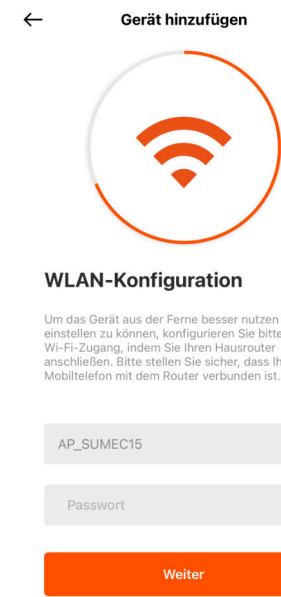 Gerät hinzufügen
WLAN-Konfiguration
Um das Gerät aus der Ferne besser nutzen
einstellen zu können, konfigurieren Sie bitte
Wi-Fi-Zugang, indem Sie Ihren Hausrouter
anschließen. Bitte stellen Sie sicher, dass Ih
Mobiltelefon mit dem Router verbunden ist.
AP_SUMEC15
Passwort
Weiter